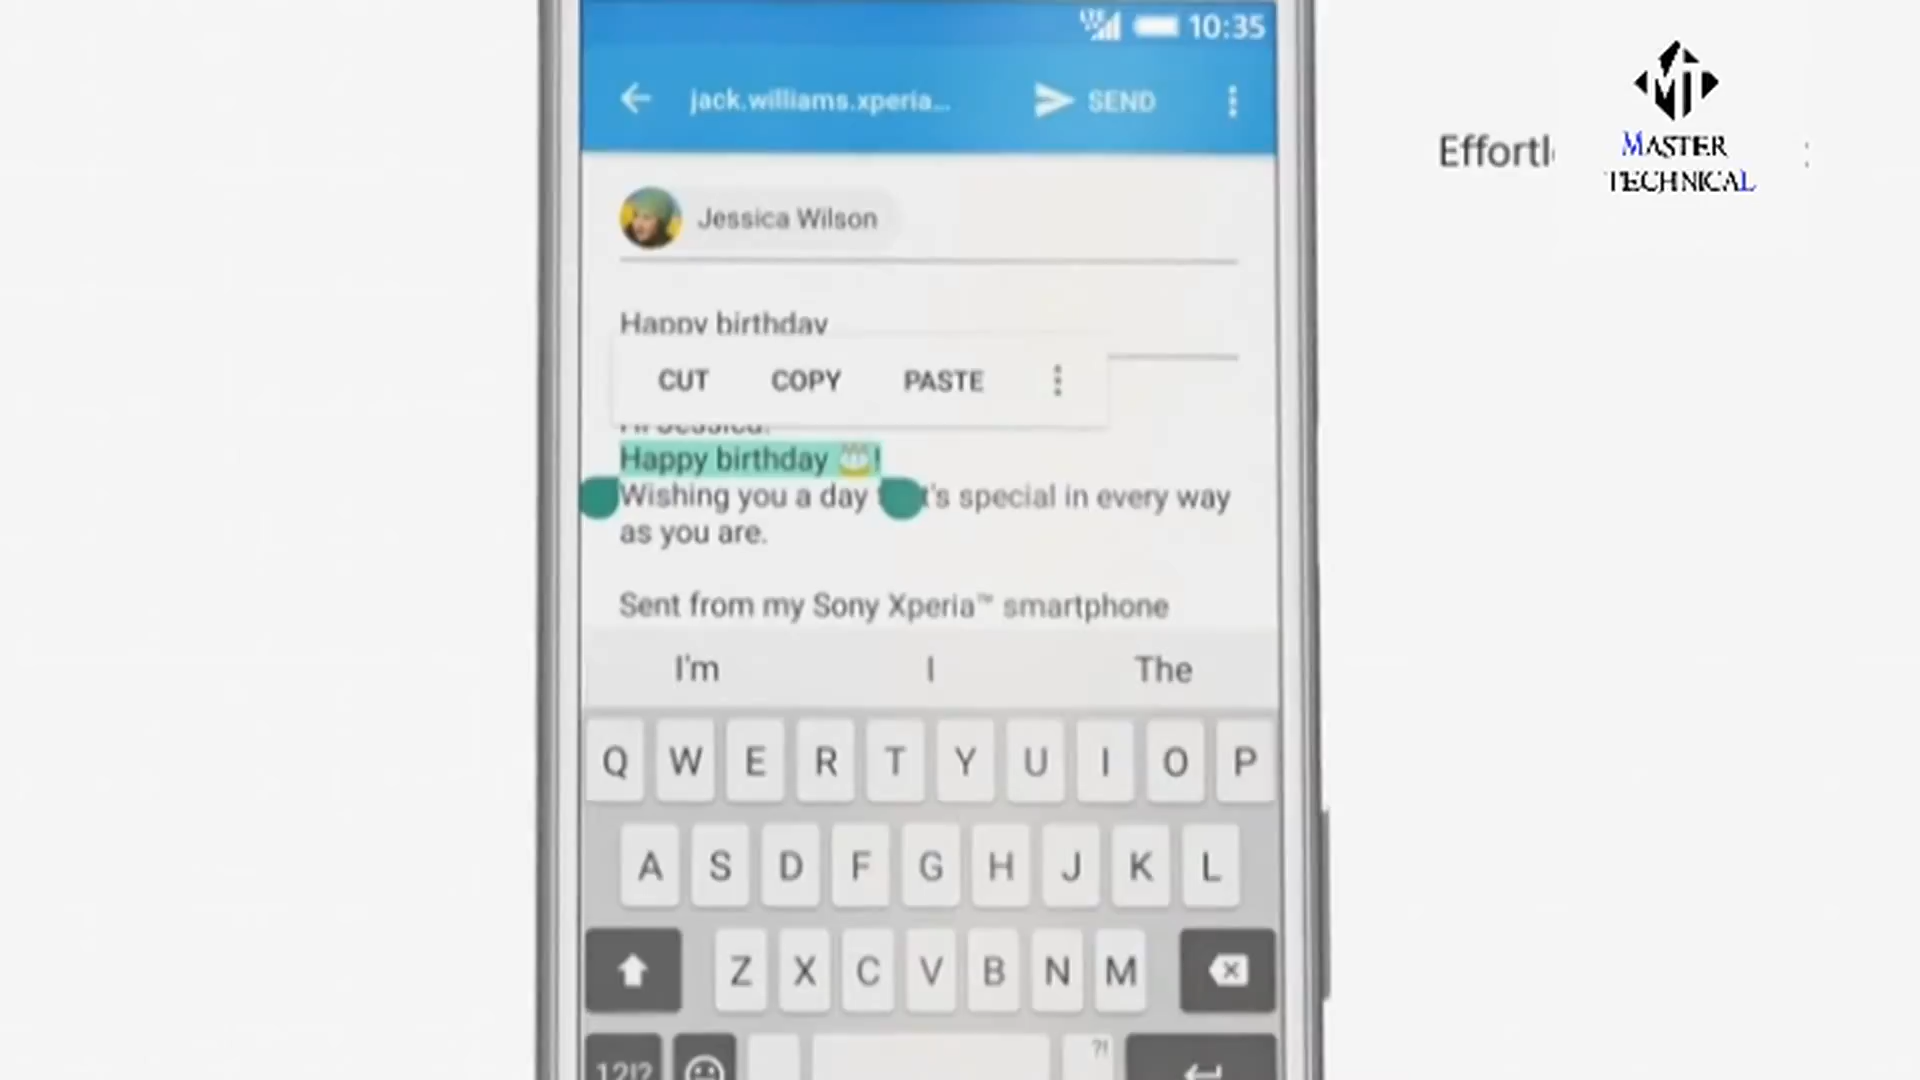 10:35
jack.williams.xperia... SEND
Effortl
MASTER
TECHNICAL
Jessica Wilson
Happy birthday
CUT COPY PASTE
Happy birthday 🎂!
Wishing you a day t's special in every way
as you are.
Sent from my Sony Xperia™ smartphone
I'm I The
Q W E R T Y U I O P
A S D F G H J K L
Z X C V B N M
12!?
?!